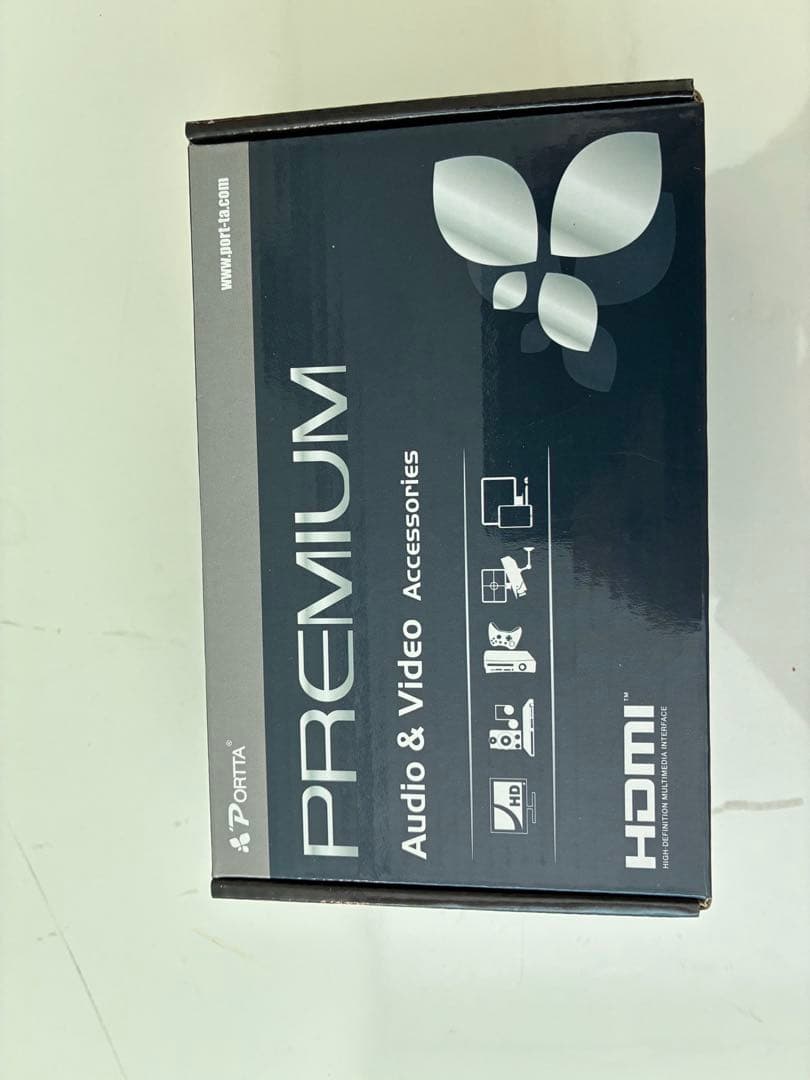 PORTTA®
www.port-ta.com
PREMIUM
Audio & Video Accessories
HD
HDMI™
HIGH-DEFINITION MULTIMEDIA INTERFACE